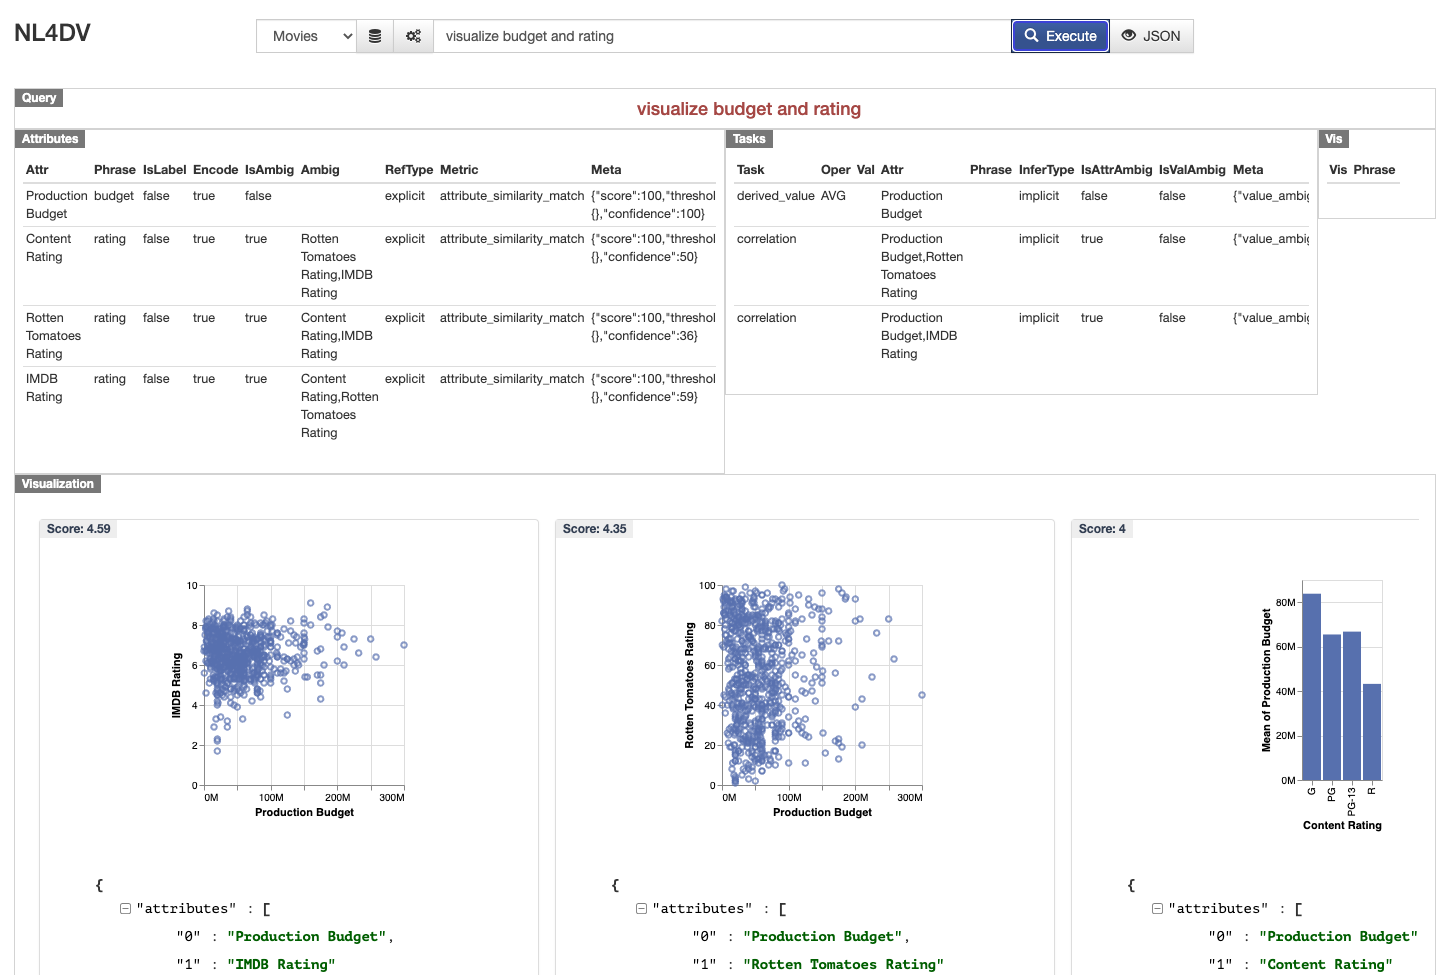 NL4DV
Movies
visualize budget and rating
Execute
JSON
Query
visualize budget and rating
Attributes
Attr Phrase IsLabel Encode IsAmbig Ambig RefType Metric Meta
Production budget false true false explicit attribute_similarity_match {"score":100,"threshol
Budget {},"confidence":100}
Content rating false true true Rotten explicit attribute_similarity_match {"score":100,"threshol
Rating Tomatoes {},"confidence":50}
Rating,IMDB
Rating
Rotten rating false true true Content explicit attribute_similarity_match {"score":100,"threshol
Tomatoes Rating,IMDB {},"confidence":36}
Rating Rating
IMDB rating false true true Content explicit attribute_similarity_match {"score":100,"threshol
Rating Rating,Rotten {},"confidence":59}
Tomatoes
Rating
Tasks
Task Oper Val Attr Phrase InferType IsAttrAmbig IsValAmbig Meta
derived_value AVG Production implicit false false {"value_ambig
Budget
correlation Production implicit true false {"value_ambig
Budget,Rotten
Tomatoes
Rating
correlation Production implicit true false {"value_ambig
Budget,IMDB
Rating
Vis
Vis Phrase
Visualization
Score: 4.59
10
8
6
4
2
0
IMDB Rating
0M 100M 200M 300M
Production Budget
{
"attributes" : [
"0" : "Production Budget",
"1" : "IMDB Rating"
Score: 4.35
100
80
60
40
20
0
Rotten Tomatoes Rating
0M 100M 200M 300M
Production Budget
{
"attributes" : [
"0" : "Production Budget",
"1" : "Rotten Tomatoes Rating"
Score: 4
80M
60M
40M
20M
0M
Mean of Production Budget
G PG PG-13 R
Content Rating
{
"attributes" : [
"0" : "Production Budget"
"1" : "Content Rating"